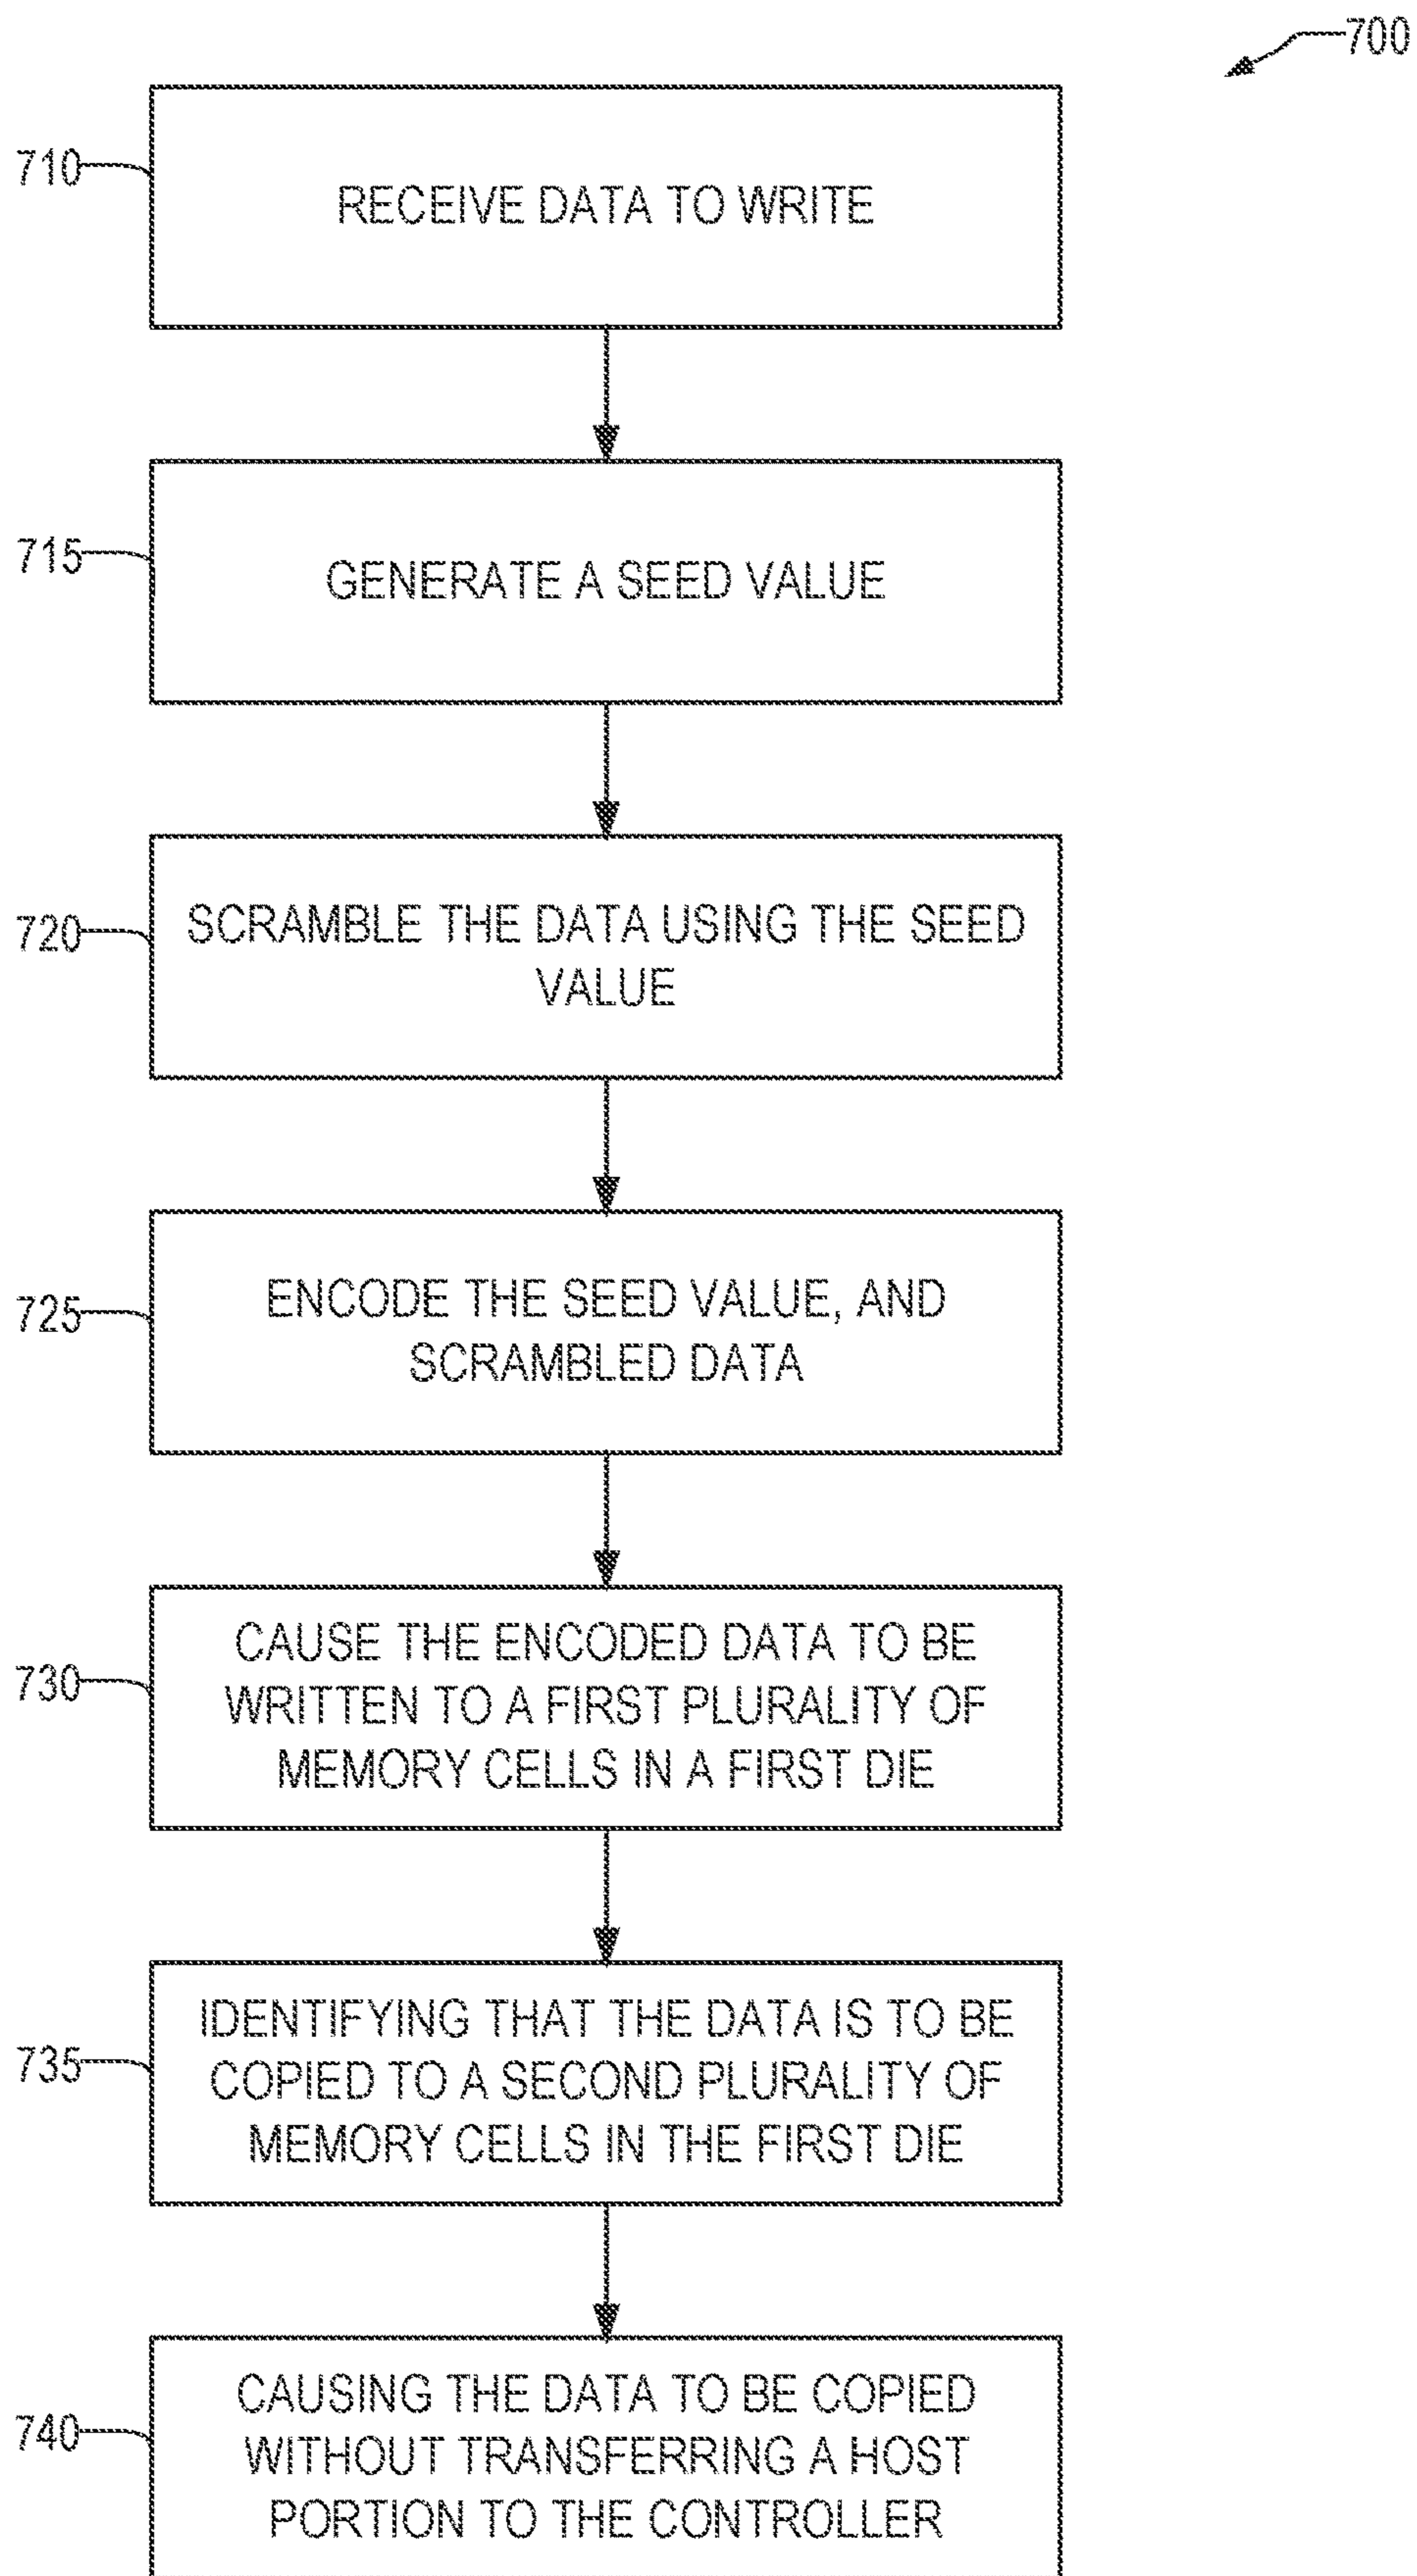 700
710
RECEIVE DATA TO WRITE
715
GENERATE A SEED VALUE
720
SCRAMBLE THE DATA USING THE SEED
VALUE
725
ENCODE THE SEED VALUE, AND
SCRAMBLED DATA
730
CAUSE THE ENCODED DATA TO BE
WRITTEN TO A FIRST PLURALITY OF
MEMORY CELLS IN A FIRST DIE
735
IDENTIFYING THAT THE DATA IS TO BE
COPIED TO A SECOND PLURALITY OF
MEMORY CELLS IN THE FIRST DIE
740
CAUSING THE DATA TO BE COPIED
WITHOUT TRANSFERRING A HOST
PORTION TO THE CONTROLLER